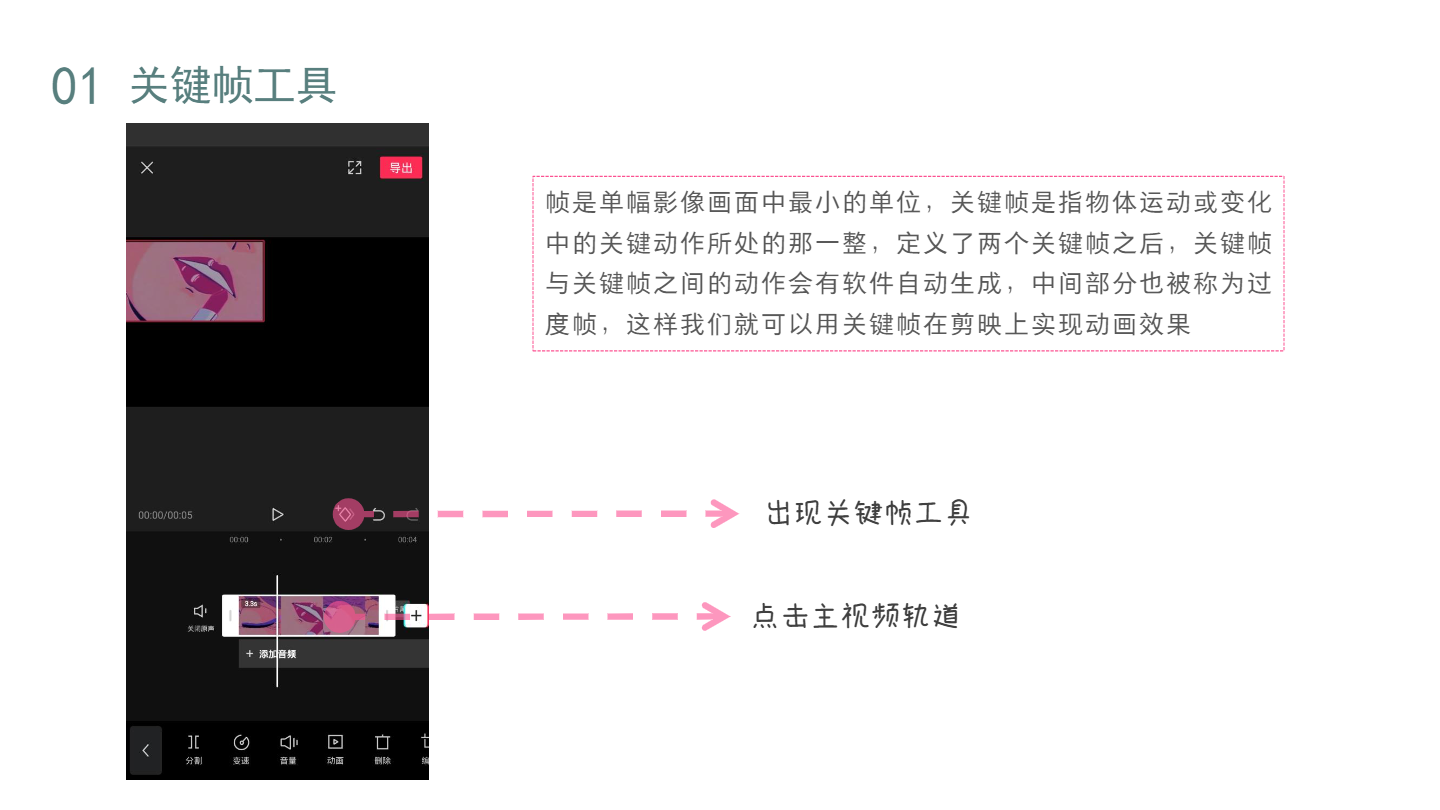 01 关键帧工具
导出
帧是单幅影像画面中最小的单位，关键帧是指物体运动或变化
中的关键动作所处的那一整，定义了两个关键帧之后，关键帧
与关键帧之间的动作会有软件自动生成，中间部分也被称为过
度帧，这样我们就可以用关键帧在剪映上实现动画效果
00:00/00:05
出现关键帧工具
00:00 00:02 00:04
3.3s
关闭原声
点击主视频轨道
+ 添加音频
分割 变速 音量 动画 删除